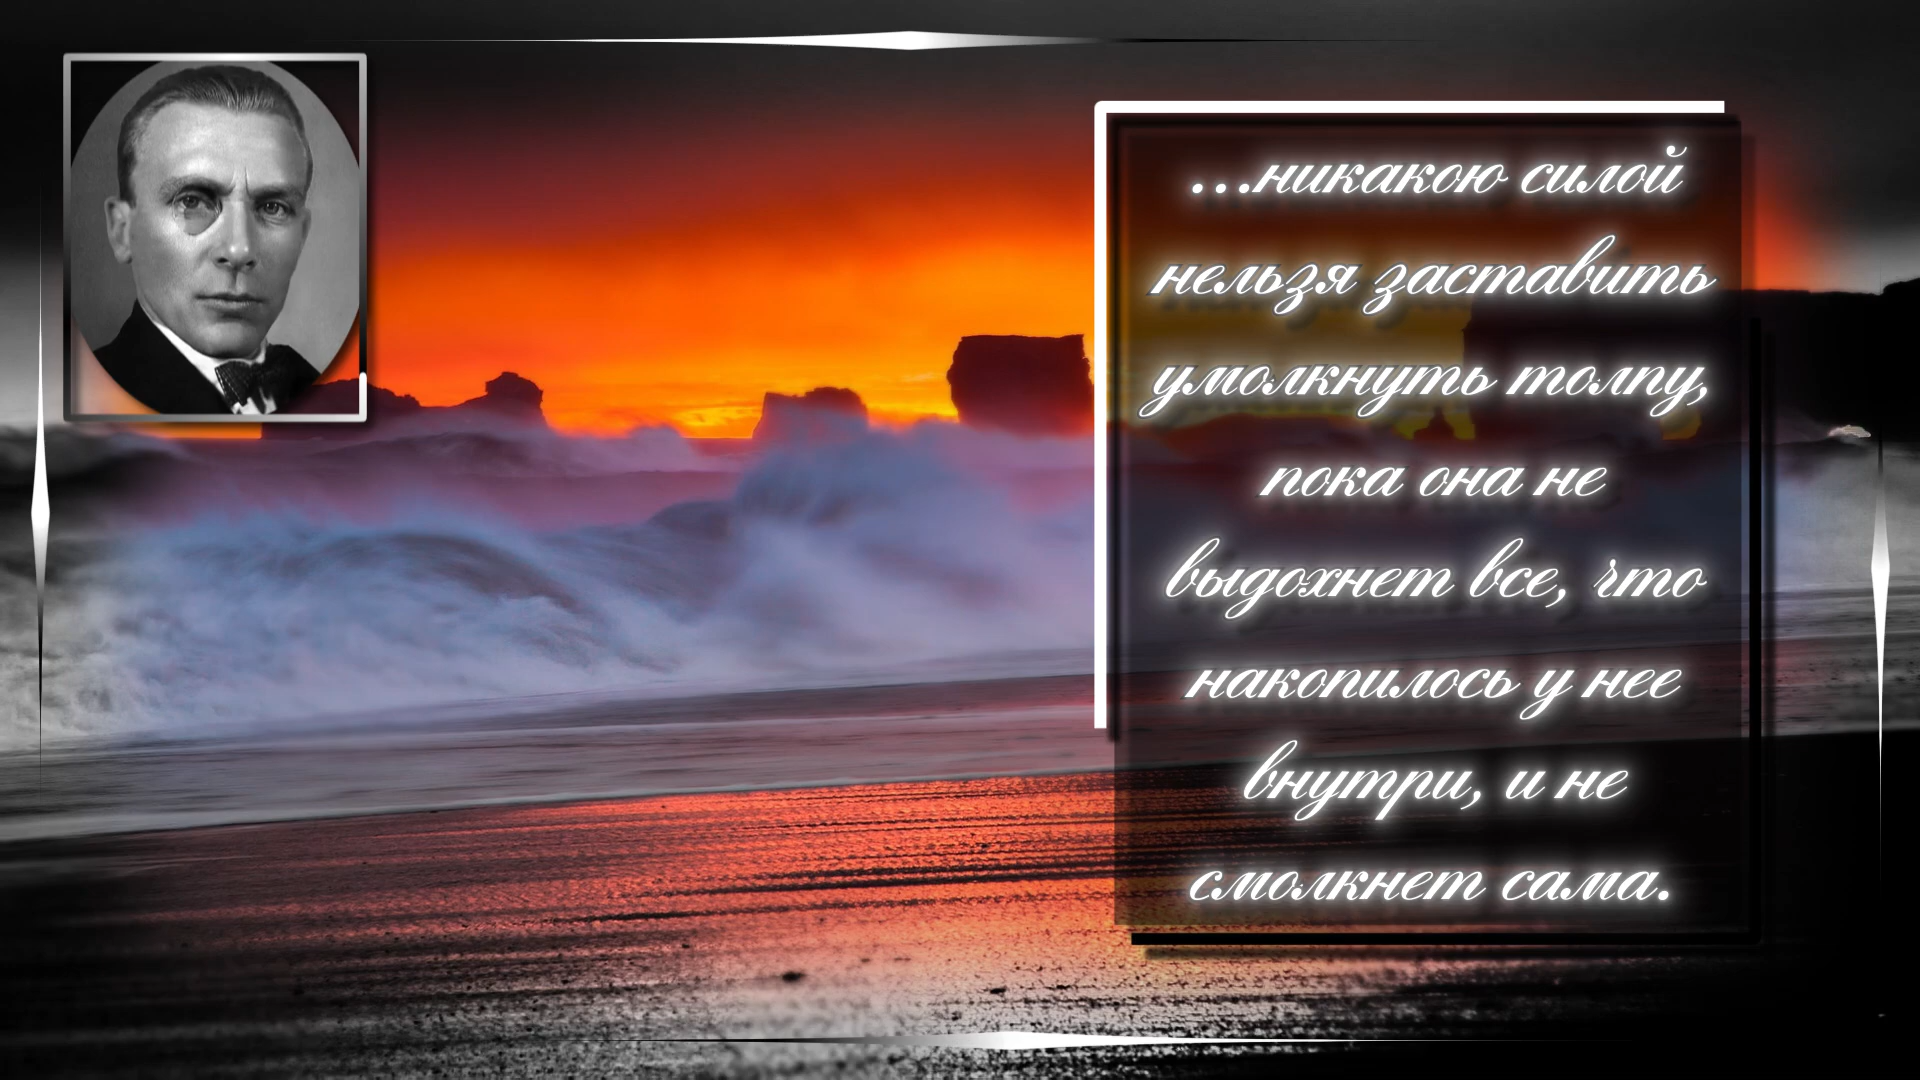 ...никакою силой
нельзя заставить
умолкнуть толпу,
пока она не
выдохнет все, что
накопилось у нее
внутри, и не
смолкнет сама.